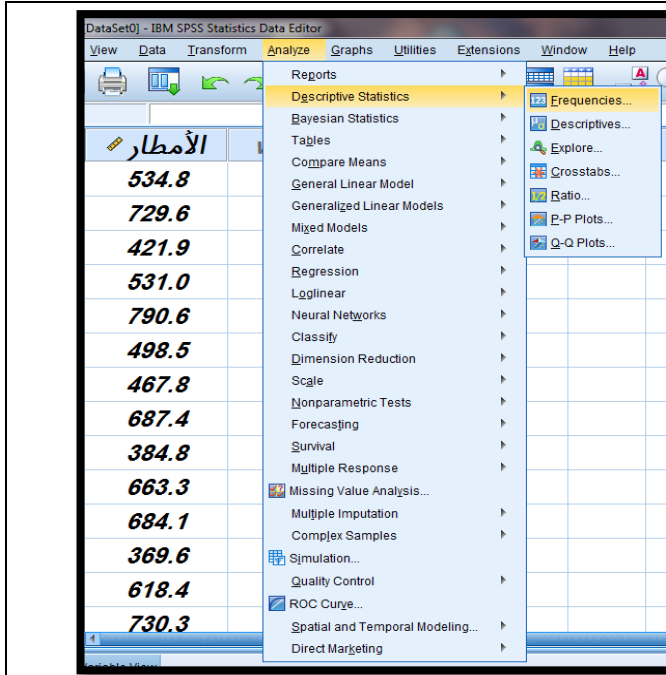 DataSet0] - IBM SPSS Statistics Data Editor
View Data Transform Analyze Graphs Utilities Extensions Window Help
Reports
Descriptive Statistics
Bayesian Statistics
Tables
Compare Means
General Linear Model
Generalized Linear Models
Mixed Models
Correlate
Regression
Loglinear
Neural Networks
Classify
Dimension Reduction
Scale
Nonparametric Tests
Forecasting
Survival
Multiple Response
Missing Value Analysis...
Multiple Imputation
Complex Samples
Simulation...
Quality Control
ROC Curve...
Spatial and Temporal Modeling...
Direct Marketing
Frequencies...
Descriptives...
Explore...
Crosstabs...
Ratio...
P-P Plots...
Q-Q Plots...
الأمطار
534.8
729.6
421.9
531.0
790.6
498.5
467.8
687.4
384.8
663.3
684.1
369.6
618.4
730.3